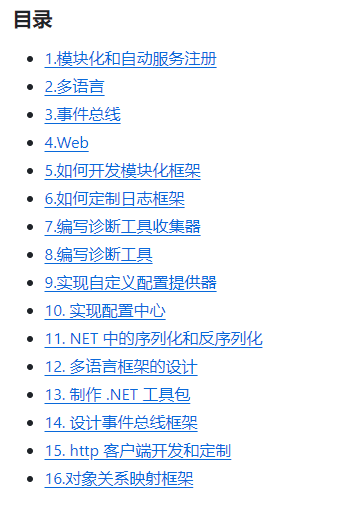 目录
1.模块化和自动服务注册
2.多语言
3.事件总线
4.Web
5.如何开发模块化框架
6.如何定制日志框架
7.编写诊断工具收集器
8.编写诊断工具
9.实现自定义配置提供器
10. 实现配置中心
11. NET 中的序列化和反序列化
12. 多语言框架的设计
13. 制作 .NET 工具包
14. 设计事件总线框架
15. http 客户端开发和定制
16.对象关系映射框架